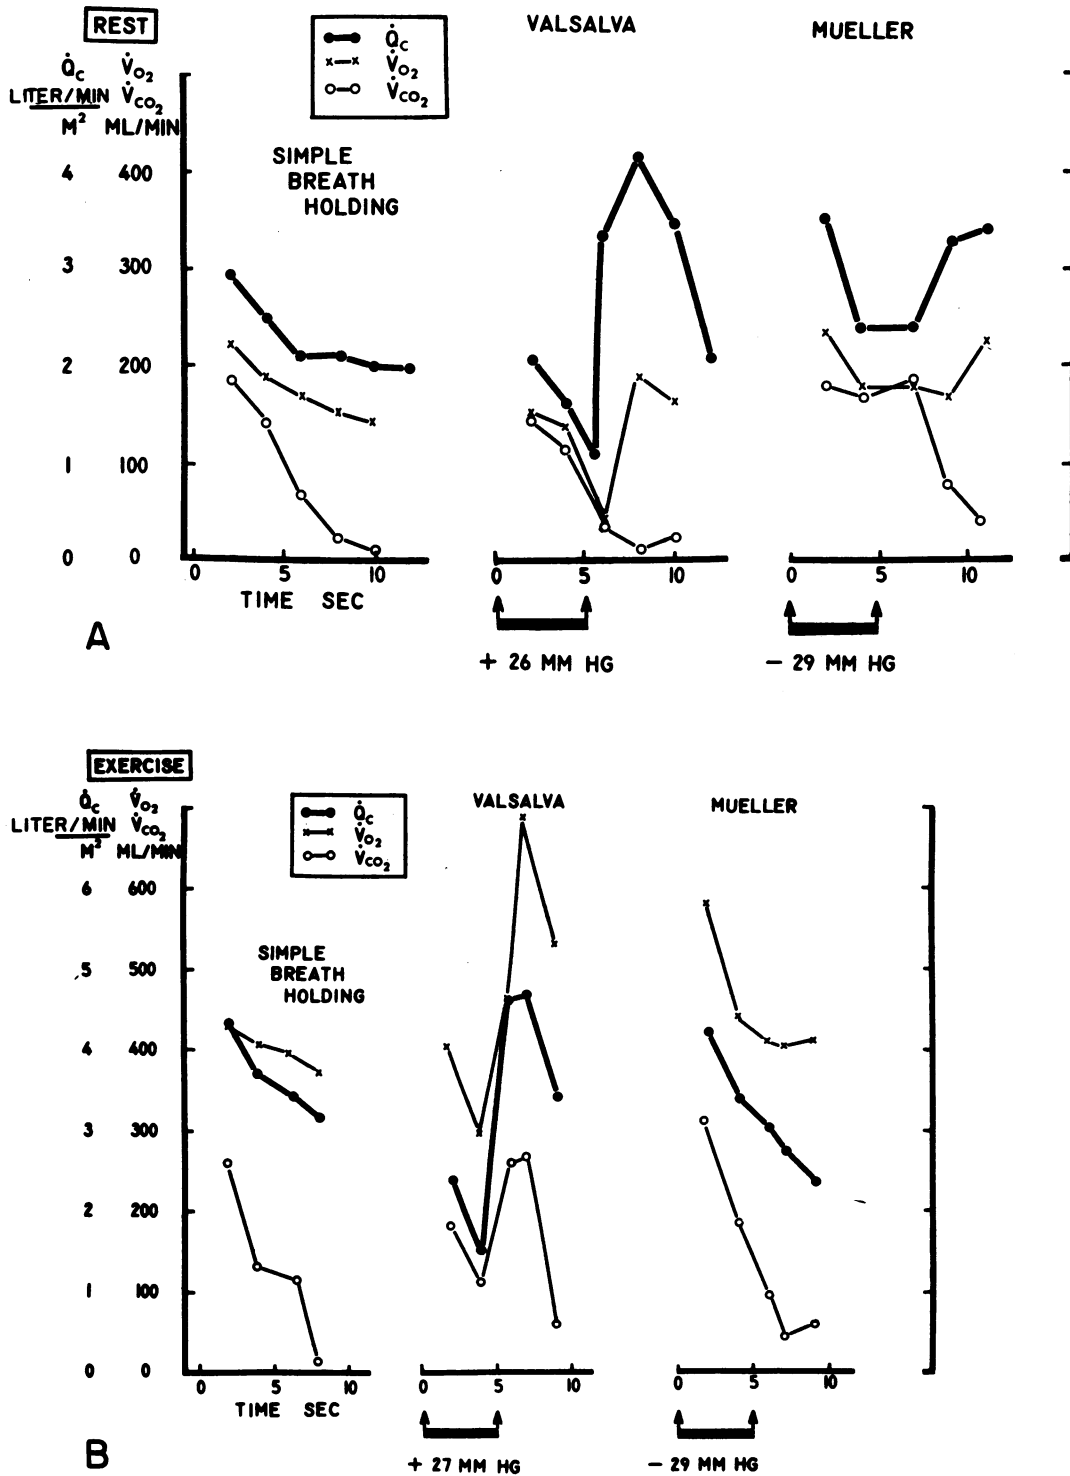 REST
Q̇C
V̇O2
V̇CO2
VALSALVA
MUELLER
Q̇C V̇O2
LITER/MIN V̇CO2
M2 ML/MIN
SIMPLE
BREATH
HOLDING
4 400
3 300
2 200
1 100
0 0
0 5 10
TIME SEC
0 5 10
0 5 10
A
+ 26 MM HG
− 29 MM HG
EXERCISE
Q̇C V̇O2
LITER/MIN V̇CO2
M2 ML/MIN
Q̇C
V̇O2
V̇CO2
VALSALVA
MUELLER
6 600
SIMPLE
BREATH
HOLDING
5 500
4 400
3 300
2 200
1 100
0 0
0 5 10
TIME SEC
0 5 10
0 5 10
B
+ 27 MM HG
− 29 MM HG